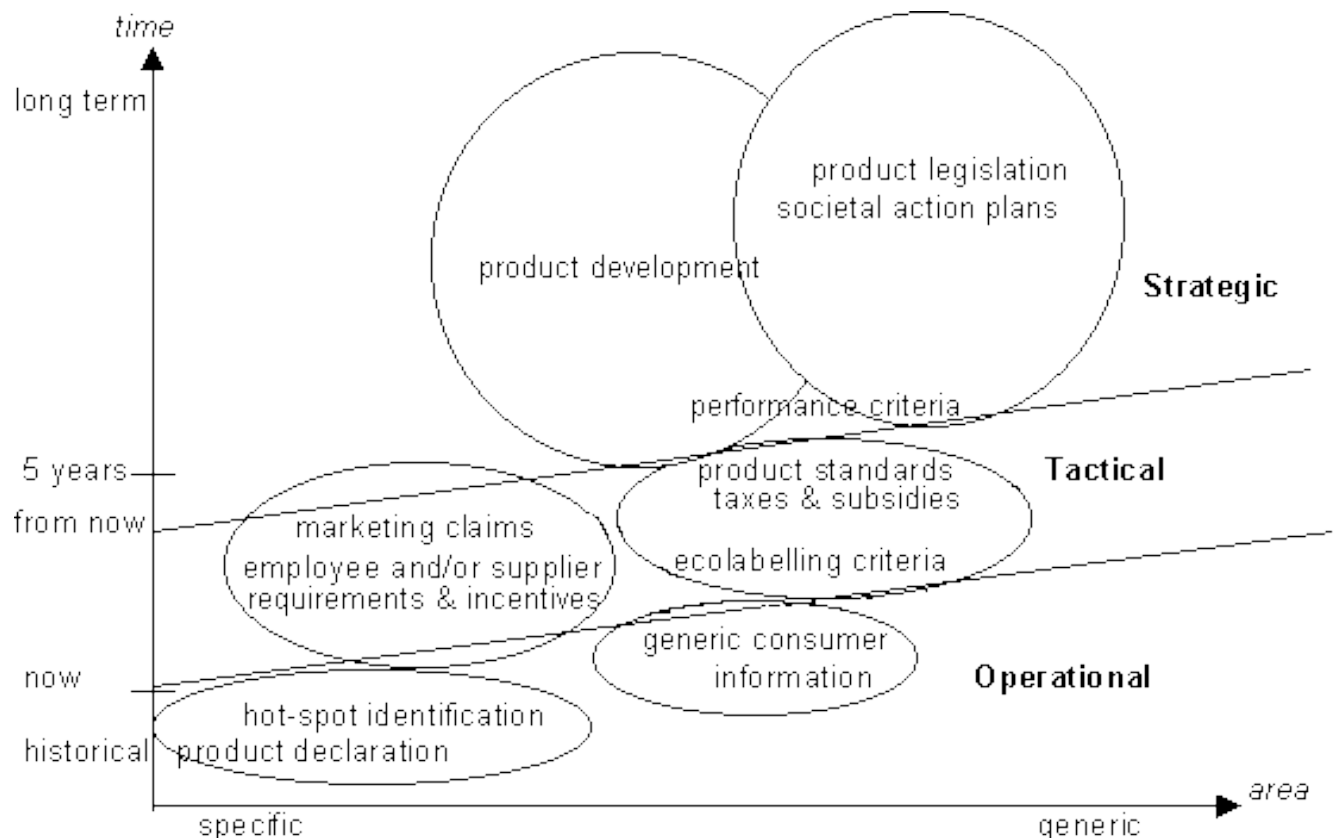 time
long term
product legislation
societal action plans
product development
Strategic
performance criteria
5 years
from now
product standards
taxes & subsidies
Tactical
marketing claims
employee and/or supplier
requirements & incentives
ecolabelling criteria
now
generic consumer
information
Operational
hot-spot identification
historical
product declaration
area
specific
generic